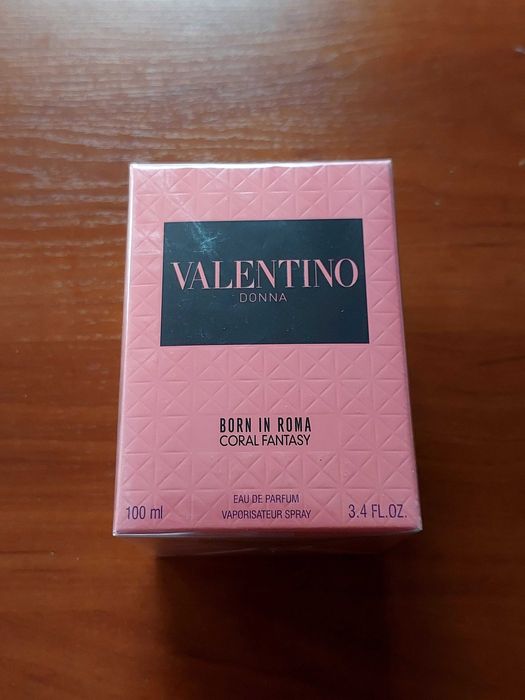 VALENTINO
DONNA
BORN IN ROMA
CORAL FANTASY
EAU DE PARFUM
100 ml VAPORISATEUR SPRAY 3.4 FL.OZ.